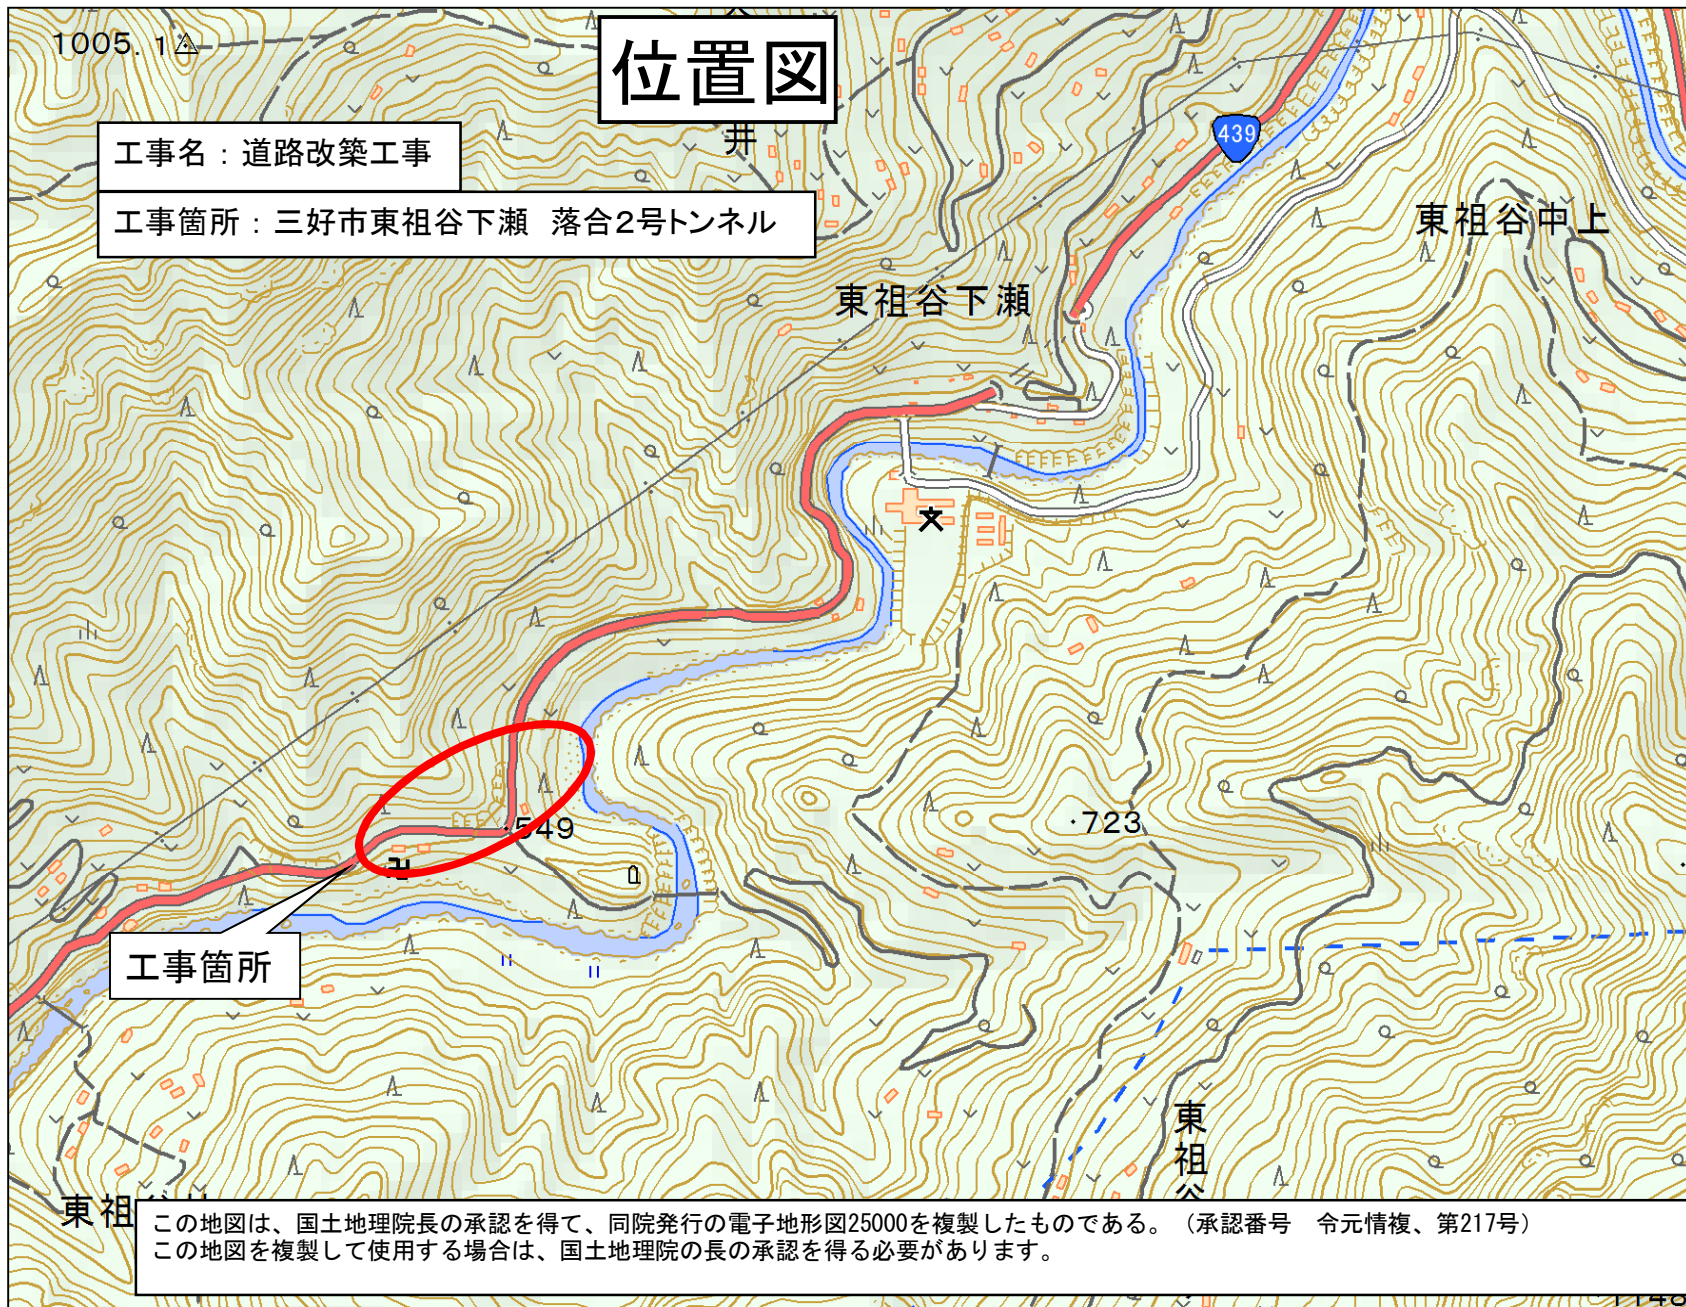 1005.1
位置図
井
工事名：道路改築工事
439
工事箇所：三好市東祖谷下瀬 落合2号トンネル
東祖谷中上
東祖谷下瀬
549
723
工事箇所
東祖谷
東祖
この地図は、国土地理院長の承認を得て、同院発行の電子地形図25000を複製したものである。（承認番号 令元情複、第217号）
この地図を複製して使用する場合は、国土地理院の長の承認を得る必要があります。